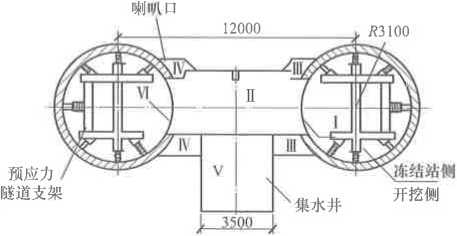 喇叭口
12000
R3100
IV
III
II
VI
I
IV
III
V
预应力
隧道支架
冻结站侧
开挖侧
集水井
3500